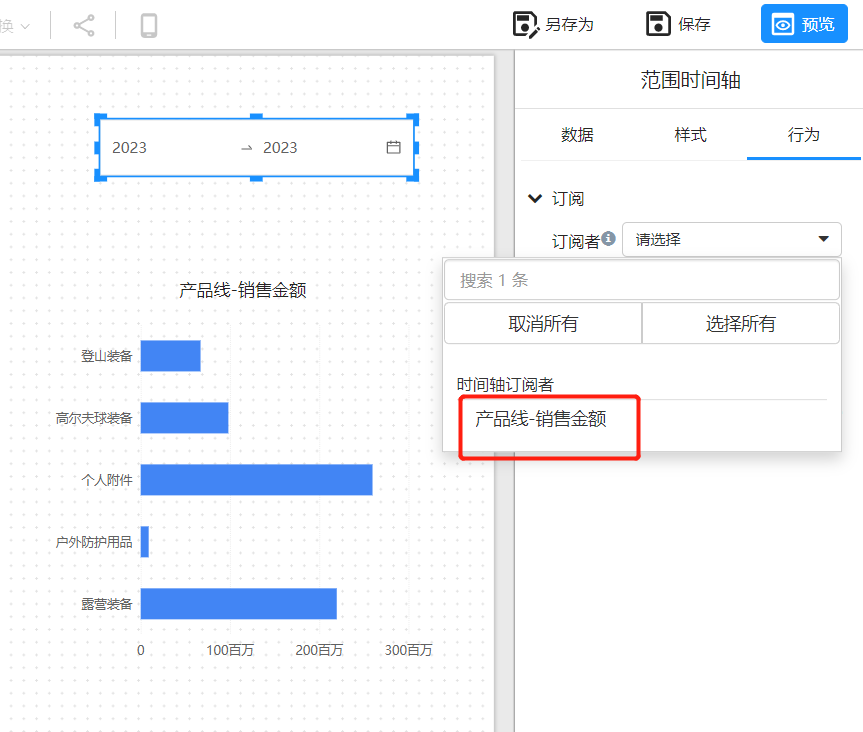 换
另存为
保存
预览
范围时间轴
数据
样式
行为
2023
2023
订阅
订阅者
请选择
搜索 1 条
取消所有
选择所有
时间轴订阅者
产品线-销售金额
产品线-销售金额
登山装备
高尔夫球装备
个人附件
户外防护用品
露营装备
0
100百万
200百万
300百万